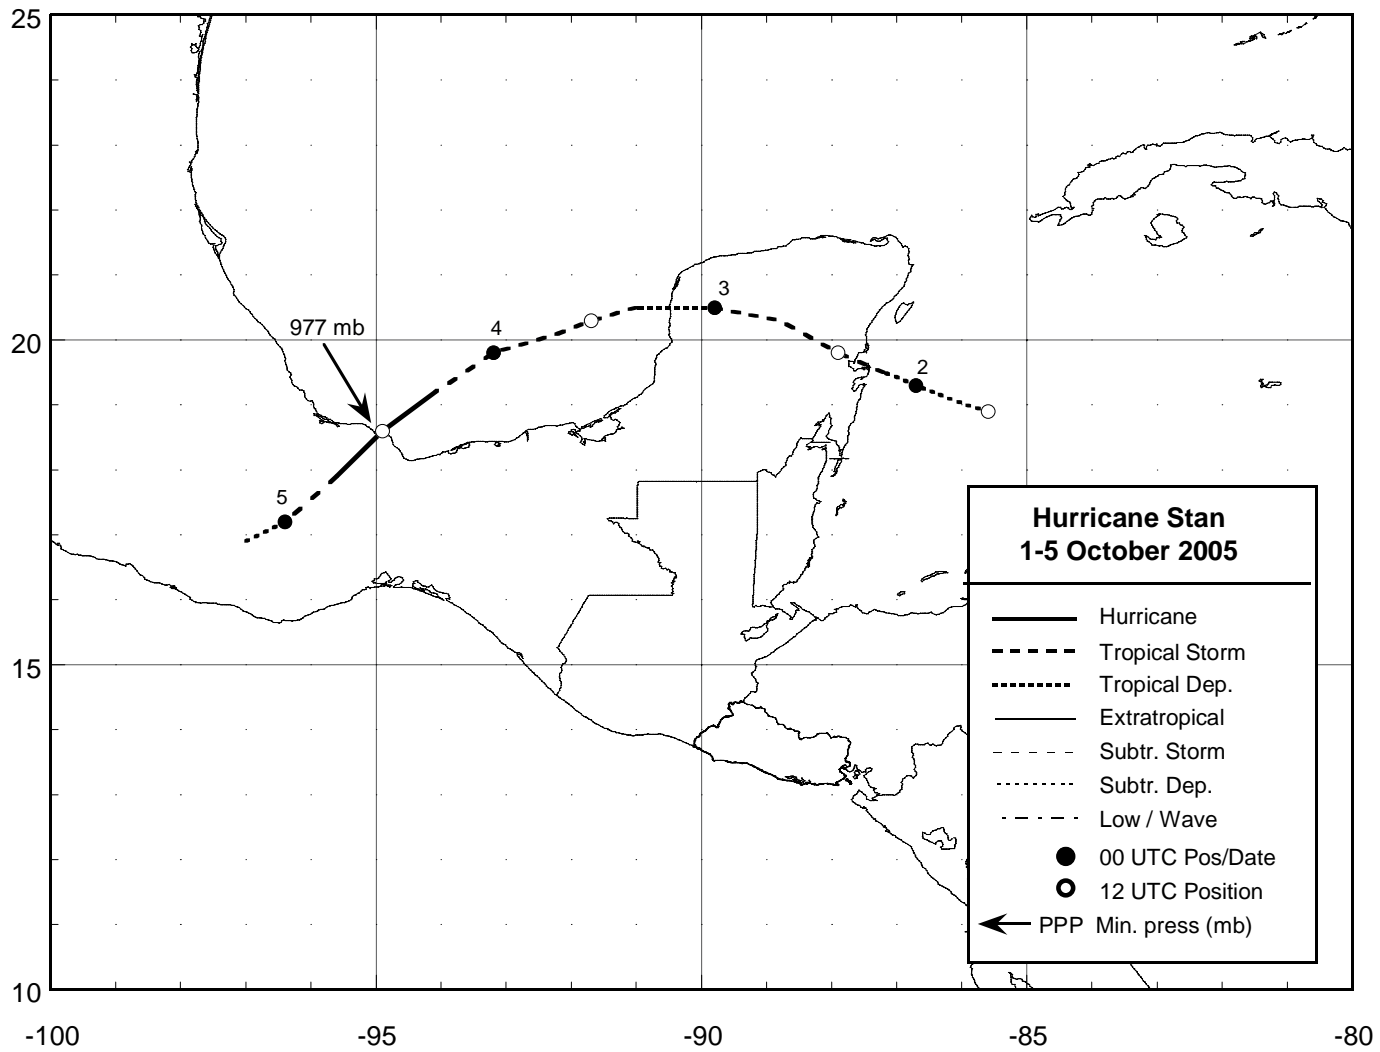 25
3
2
4
977 mb
20
5
Hurricane Stan
1-5 October 2005
Hurricane
Tropical Storm
Tropical Dep.
Extratropical
Subtr. Storm
Subtr. Dep.
Low / Wave
00 UTC Pos/Date
12 UTC Position
PPP Min. press (mb)
15
10
-100 -95 -90 -85 -80